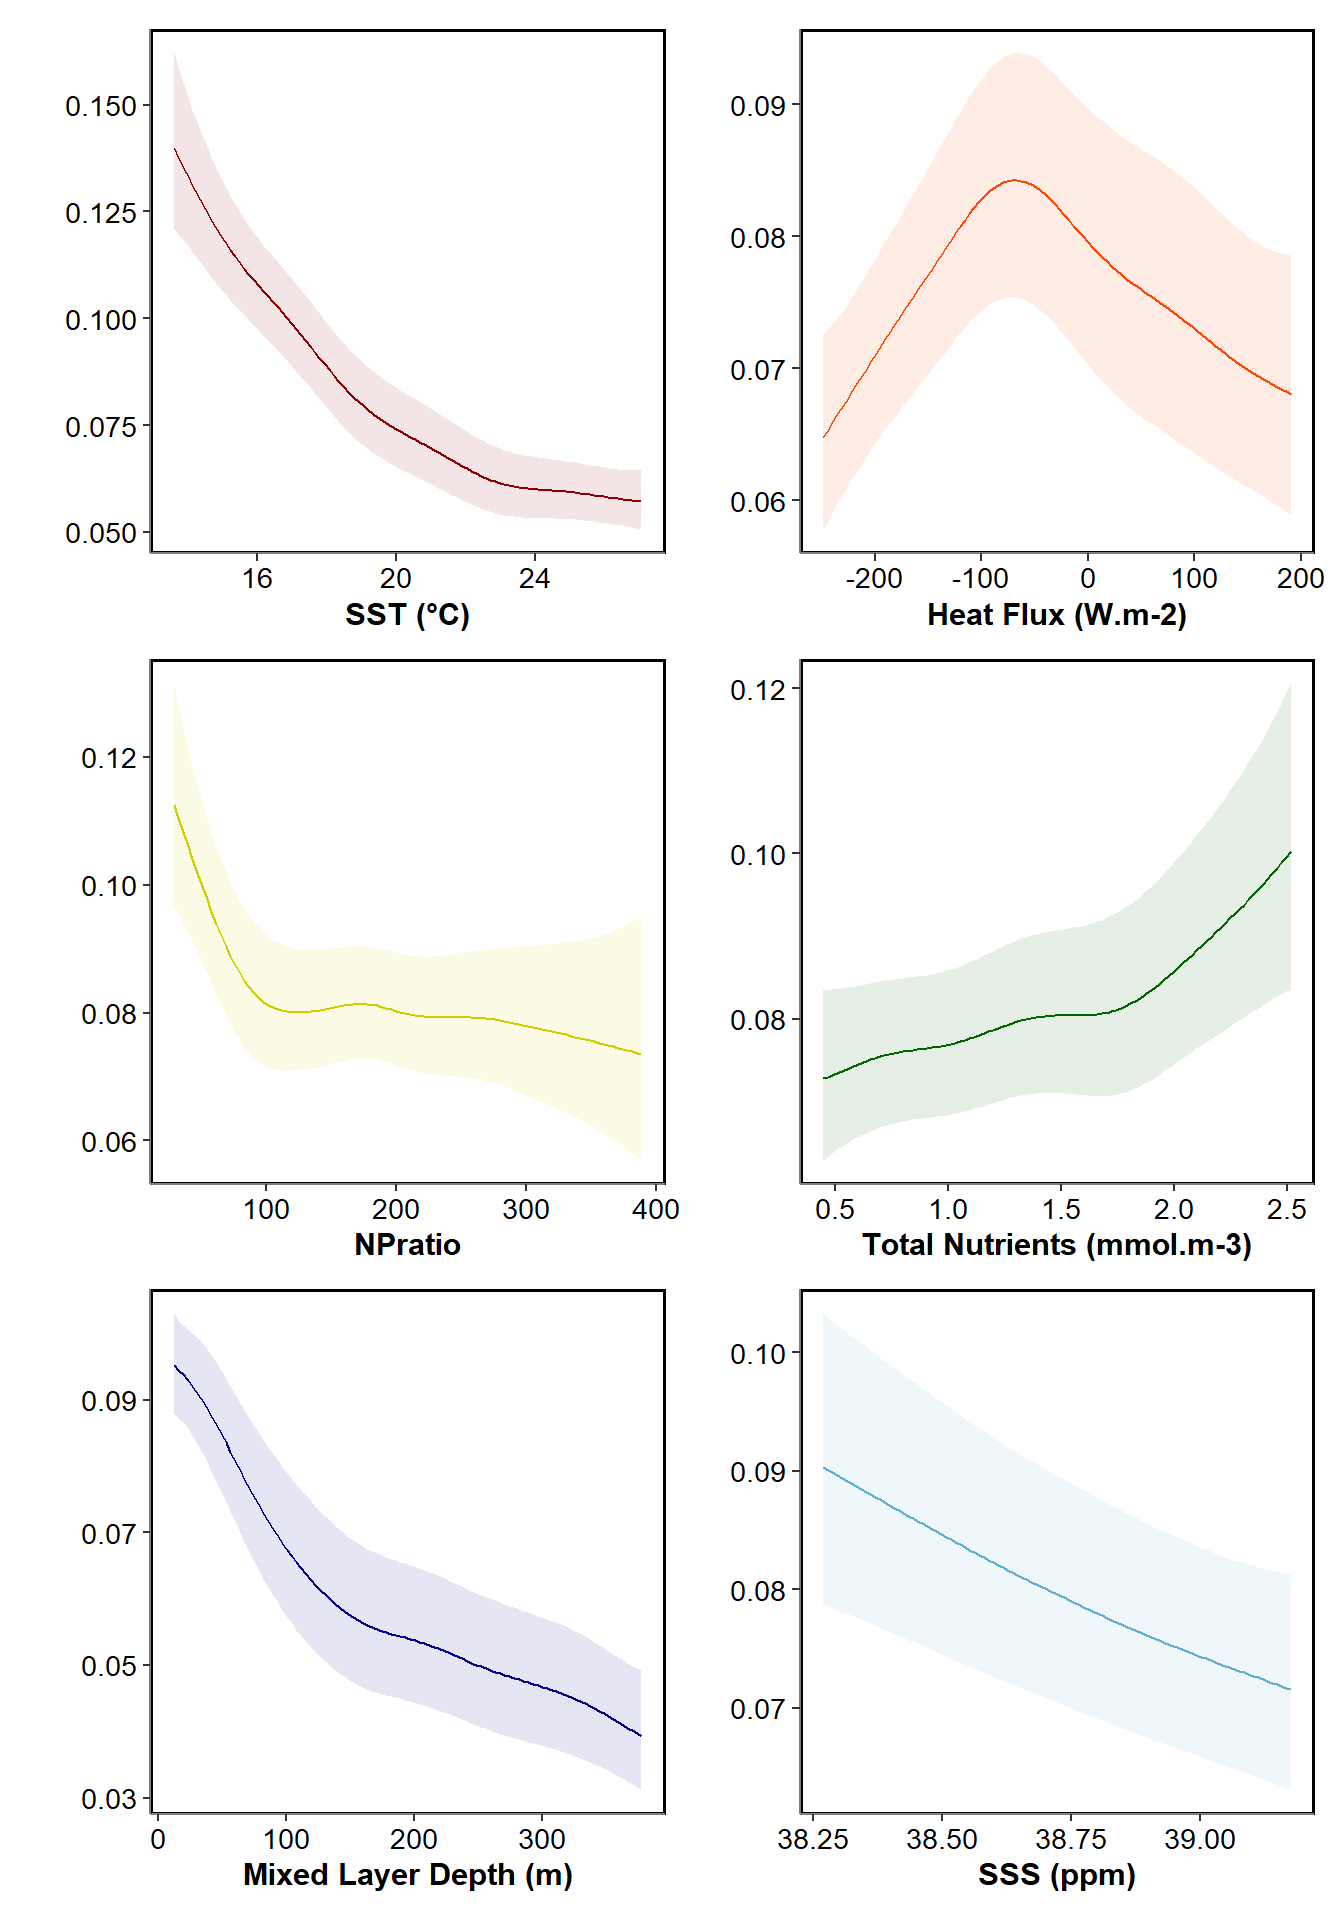 0.150
0.125
0.100
0.075
0.050
16 20 24
SST (°C)
0.09
0.08
0.07
0.06
-200 -100 0 100 200
Heat Flux (W.m-2)
0.12
0.10
0.08
0.06
100 200 300 400
NPratio
0.12
0.10
0.08
0.5 1.0 1.5 2.0 2.5
Total Nutrients (mmol.m-3)
0.09
0.07
0.05
0.03
0 100 200 300
Mixed Layer Depth (m)
0.10
0.09
0.08
0.07
38.25 38.50 38.75 39.00
SSS (ppm)